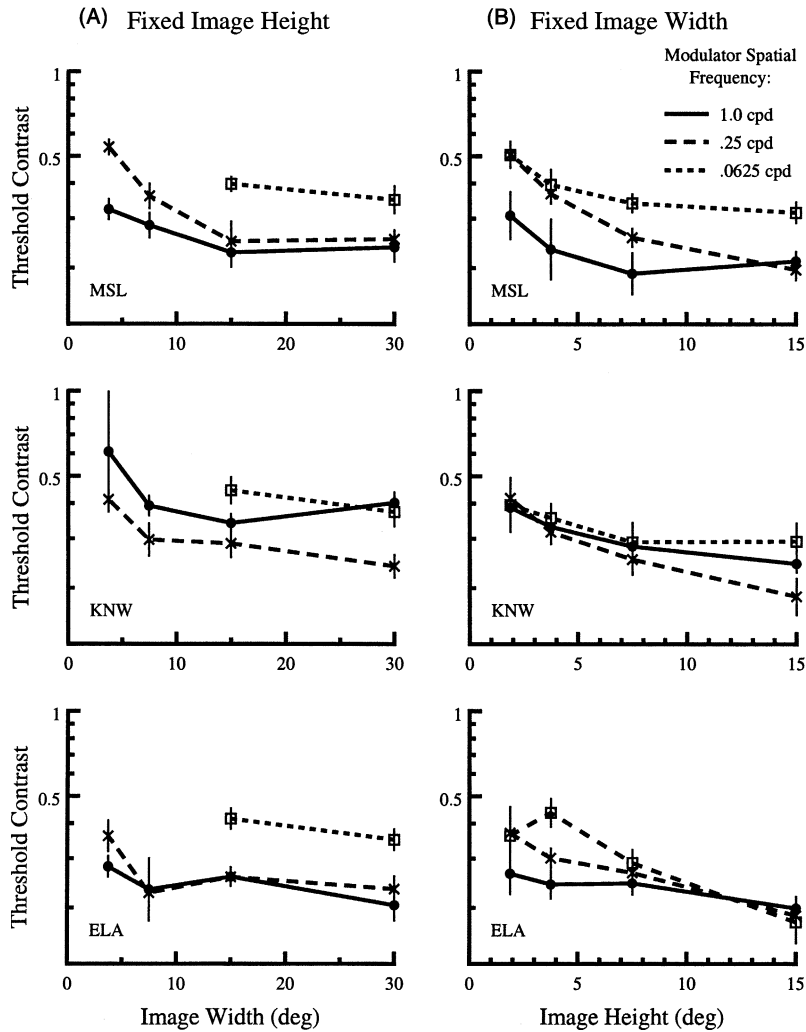 (A) Fixed Image Height
(B) Fixed Image Width
Modulator Spatial
Frequency:
1.0 cpd
.25 cpd
.0625 cpd
Threshold Contrast
1
0.5
MSL
0 10 20 30
1
0.5
MSL
0 5 10 15
Threshold Contrast
1
0.5
KNW
0 10 20 30
1
0.5
KNW
0 5 10 15
Threshold Contrast
1
0.5
ELA
0 10 20 30
Image Width (deg)
1
0.5
ELA
0 5 10 15
Image Height (deg)